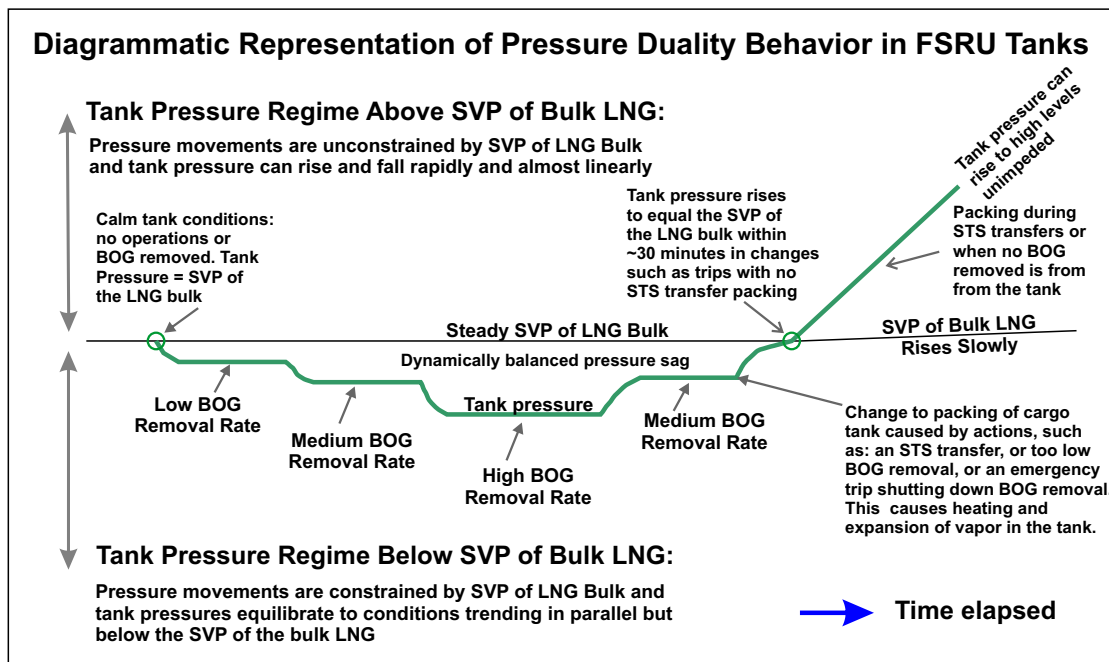 Diagrammatic Representation of Pressure Duality Behavior in FSRU Tanks
Tank Pressure Regime Above SVP of Bulk LNG:
Pressure movements are unconstrained by SVP of LNG Bulk
and tank pressure can rise and fall rapidly and almost linearly
Tank pressure can
rise to high levels
unimpeded
Calm tank conditions:
no operations or
BOG removed. Tank
Pressure = SVP of
the LNG bulk
Tank pressure rises
to equal the SVP of
the LNG bulk within
~30 minutes in changes
such as trips with no
STS transfer packing
Packing during
STS transfers or
when no BOG
removed is from
from the tank
Steady SVP of LNG Bulk
SVP of Bulk LNG
Rises Slowly
Dynamically balanced pressure sag
Tank pressure
Low BOG
Removal Rate
Medium BOG
Removal Rate
High BOG
Removal Rate
Medium BOG
Removal Rate
Change to packing of cargo
tank caused by actions, such
as: an STS transfer, or too low
BOG removal, or an emergency
trip shutting down BOG removal.
This causes heating and
expansion of vapor in the tank.
Tank Pressure Regime Below SVP of Bulk LNG:
Pressure movements are constrained by SVP of LNG Bulk and
tank pressures equilibrate to conditions trending in parallel but
below the SVP of the bulk LNG
Time elapsed